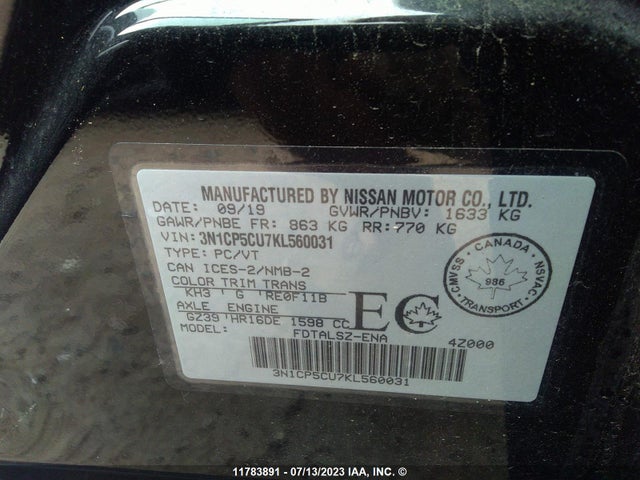 MANUFACTURED BY NISSAN MOTOR CO., LTD.
DATE: 09/19 GVWR/PNBV: 1633 KG
GAWR/PNBE FR: 863 KG RR: 770 KG
VIN: 3N1CP5CU7KL560031
TYPE: PC/VT
CAN ICES-2/NMB-2
COLOR TRIM TRANS
KH3 G RE0F11B
AXLE ENGINE
GZ39 HR16DE 1598 CC
MODEL: FDTALSZ-ENA 4Z000
EC
CANADA
CMVSS NSVAC
986
TRANSPORT
3N1CP5CU7KL560031
11783891 - 07/13/2023 IAA, INC. ©